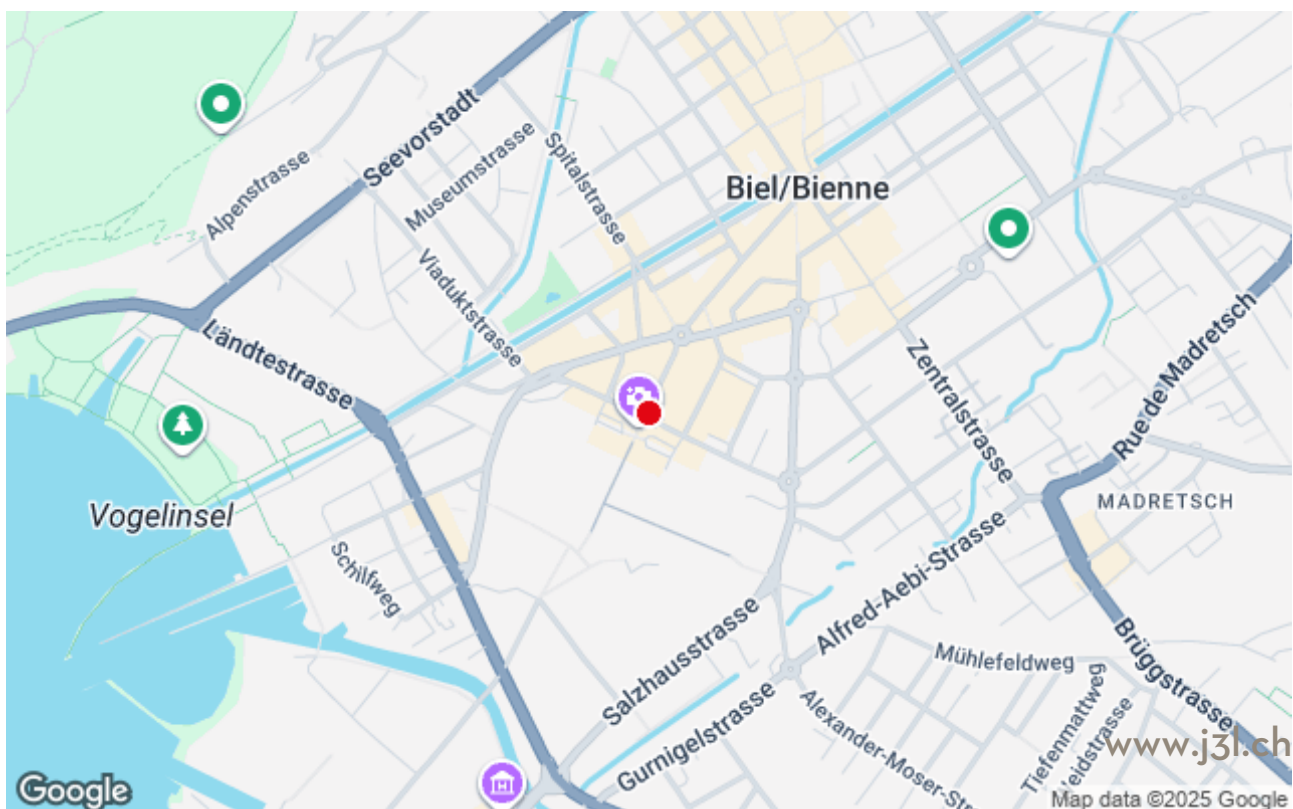 Seevorstadt
Museumstrasse
Spitalstrasse
Alpenstrasse
Biel/Bienne
Viaduktstrasse
Ländtestrasse
Rue de Madretsch
Zentralstrasse
Vogelinsel
MADRETSCH
Schilfweg
Alfred-Aebi-Strasse
Salzhausstrasse
Mühlefeldweg
Brüggstrasse
Gurnigelstrasse
Alexander-Moser-Str
Tiefenmattweg
www.j3l.ch
Google
Map data ©2025 Google